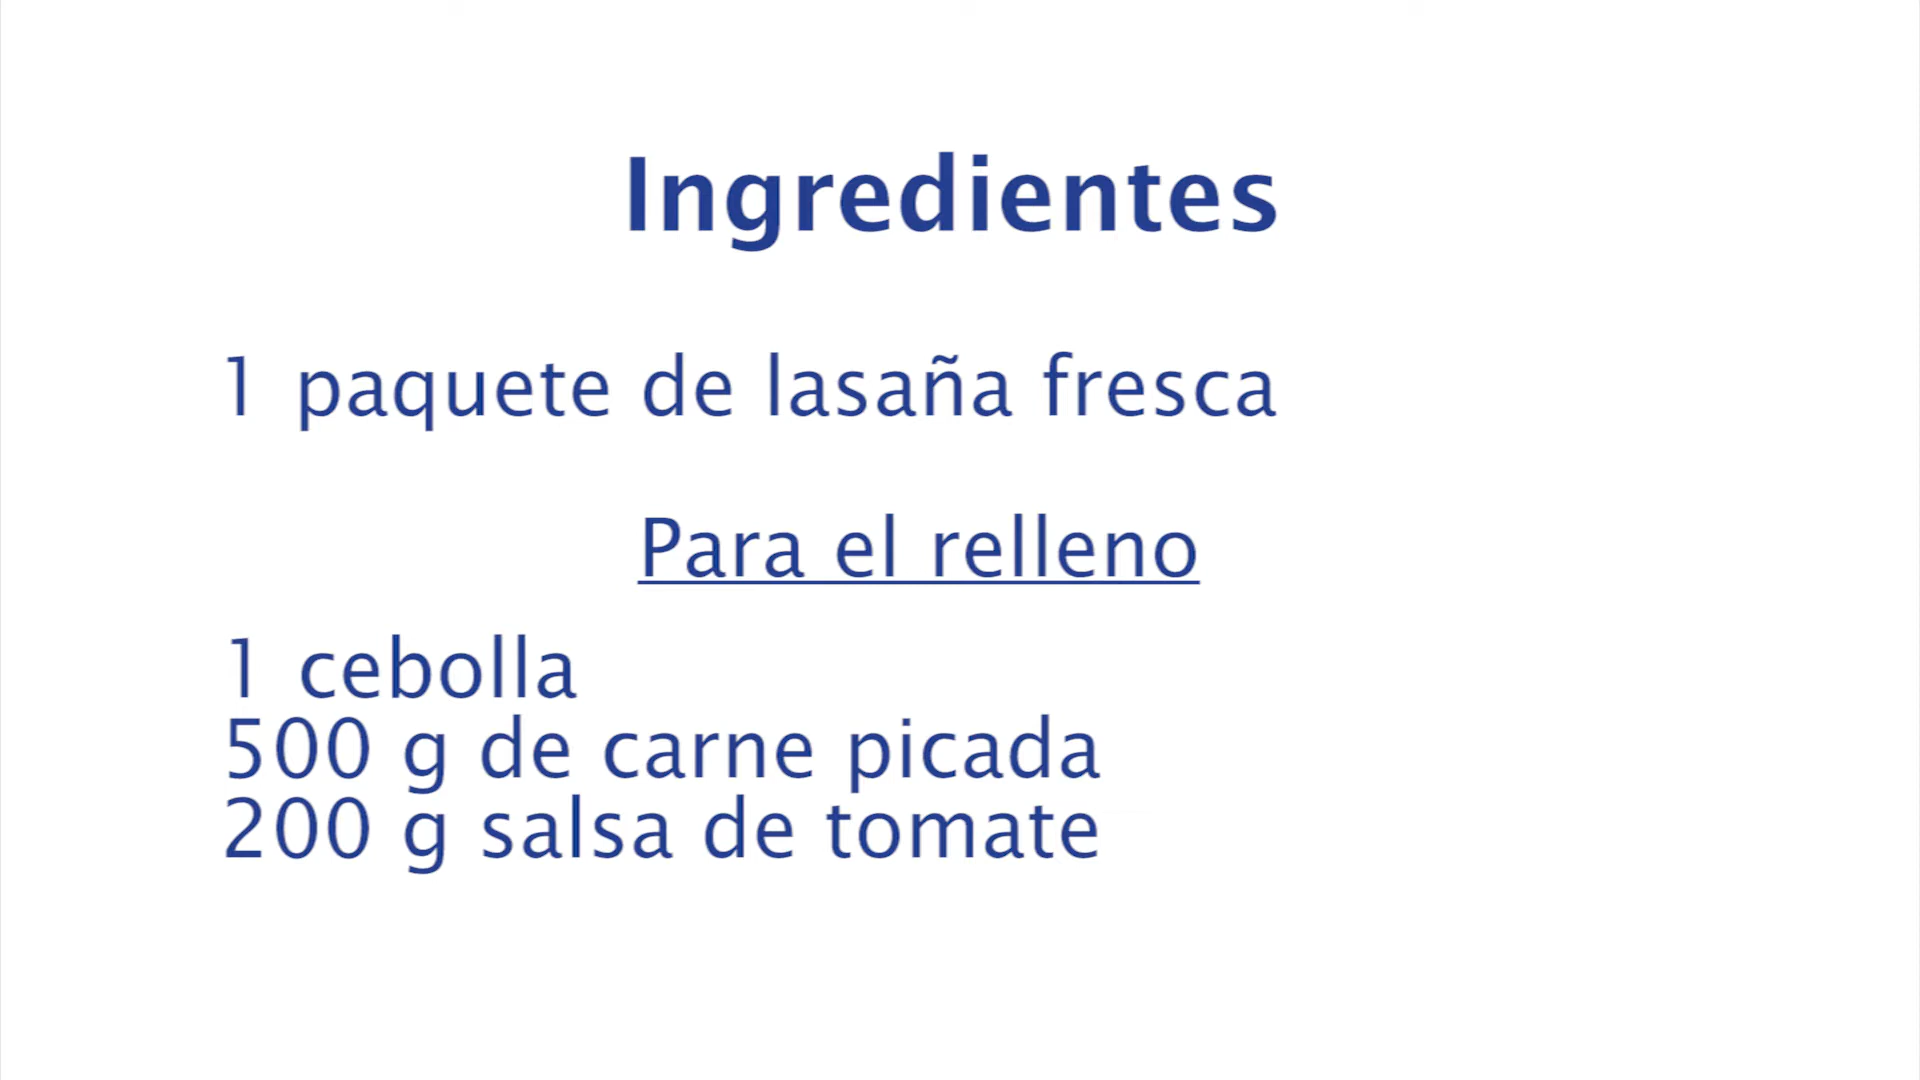 Ingredientes
1 paquete de lasaña fresca
Para el relleno
1 cebolla
500 g de carne picada
200 g salsa de tomate